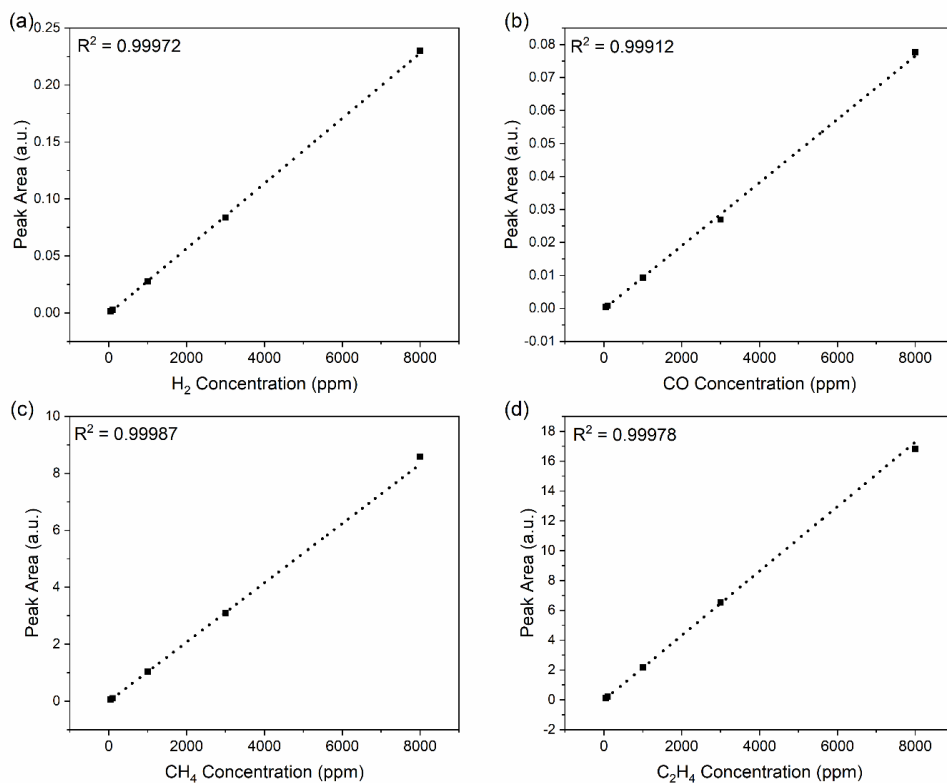 (a)
R² = 0.99972
0.25
0.20
0.15
0.10
0.05
0.00
Peak Area (a.u.)
0 2000 4000 6000 8000
H₂ Concentration (ppm)
(b)
R² = 0.99912
0.08
0.07
0.06
0.05
0.04
0.03
0.02
0.01
0.00
-0.01
Peak Area (a.u.)
0 2000 4000 6000 8000
CO Concentration (ppm)
(c)
R² = 0.99987
10
8
6
4
2
0
Peak Area (a.u.)
0 2000 4000 6000 8000
CH₄ Concentration (ppm)
(d)
R² = 0.99978
18
16
14
12
10
8
6
4
2
0
-2
Peak Area (a.u.)
0 2000 4000 6000 8000
C₂H₄ Concentration (ppm)